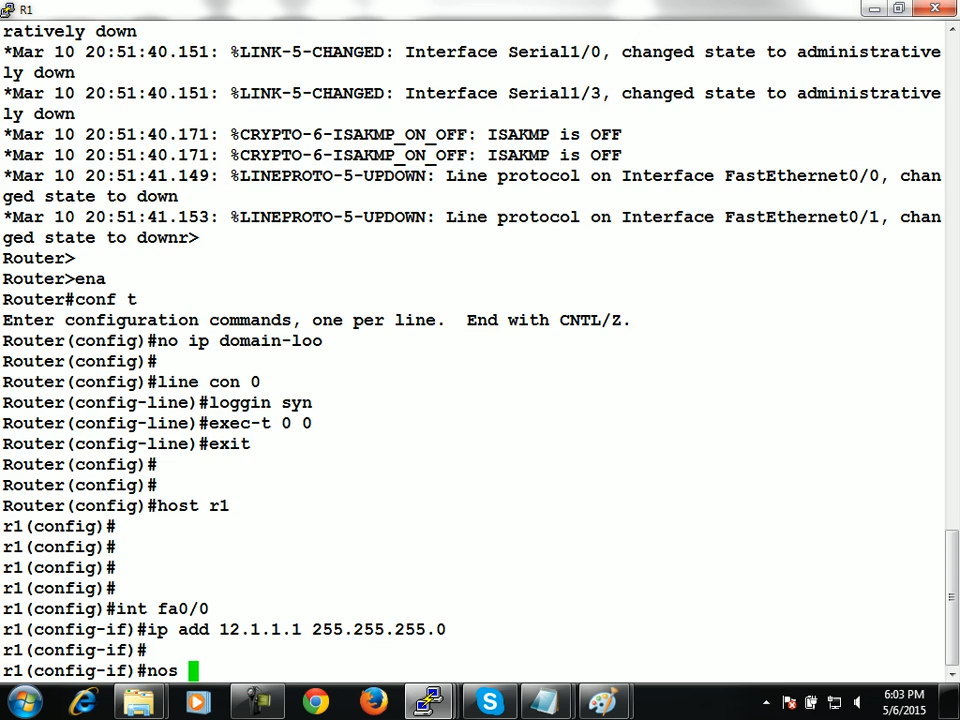 R1
ratively down
*Mar 10 20:51:40.151: %LINK-5-CHANGED: Interface Serial1/0, changed state to administrative
ly down
*Mar 10 20:51:40.151: %LINK-5-CHANGED: Interface Serial1/3, changed state to administrative
ly down
*Mar 10 20:51:40.171: %CRYPTO-6-ISAKMP_ON_OFF: ISAKMP is OFF
*Mar 10 20:51:40.171: %CRYPTO-6-ISAKMP_ON_OFF: ISAKMP is OFF
*Mar 10 20:51:41.149: %LINEPROTO-5-UPDOWN: Line protocol on Interface FastEthernet0/0, chan
ged state to down
*Mar 10 20:51:41.153: %LINEPROTO-5-UPDOWN: Line protocol on Interface FastEthernet0/1, chan
ged state to downr>
Router>
Router>ena
Router#conf t
Enter configuration commands, one per line.  End with CNTL/Z.
Router(config)#no ip domain-loo
Router(config)#
Router(config)#line con 0
Router(config-line)#loggin syn
Router(config-line)#exec-t 0 0
Router(config-line)#exit
Router(config)#
Router(config)#
Router(config)#host r1
r1(config)#
r1(config)#
r1(config)#
r1(config)#
r1(config)#int fa0/0
r1(config-if)#ip add 12.1.1.1 255.255.255.0
r1(config-if)#
r1(config-if)#nos
6:03 PM
5/6/2015